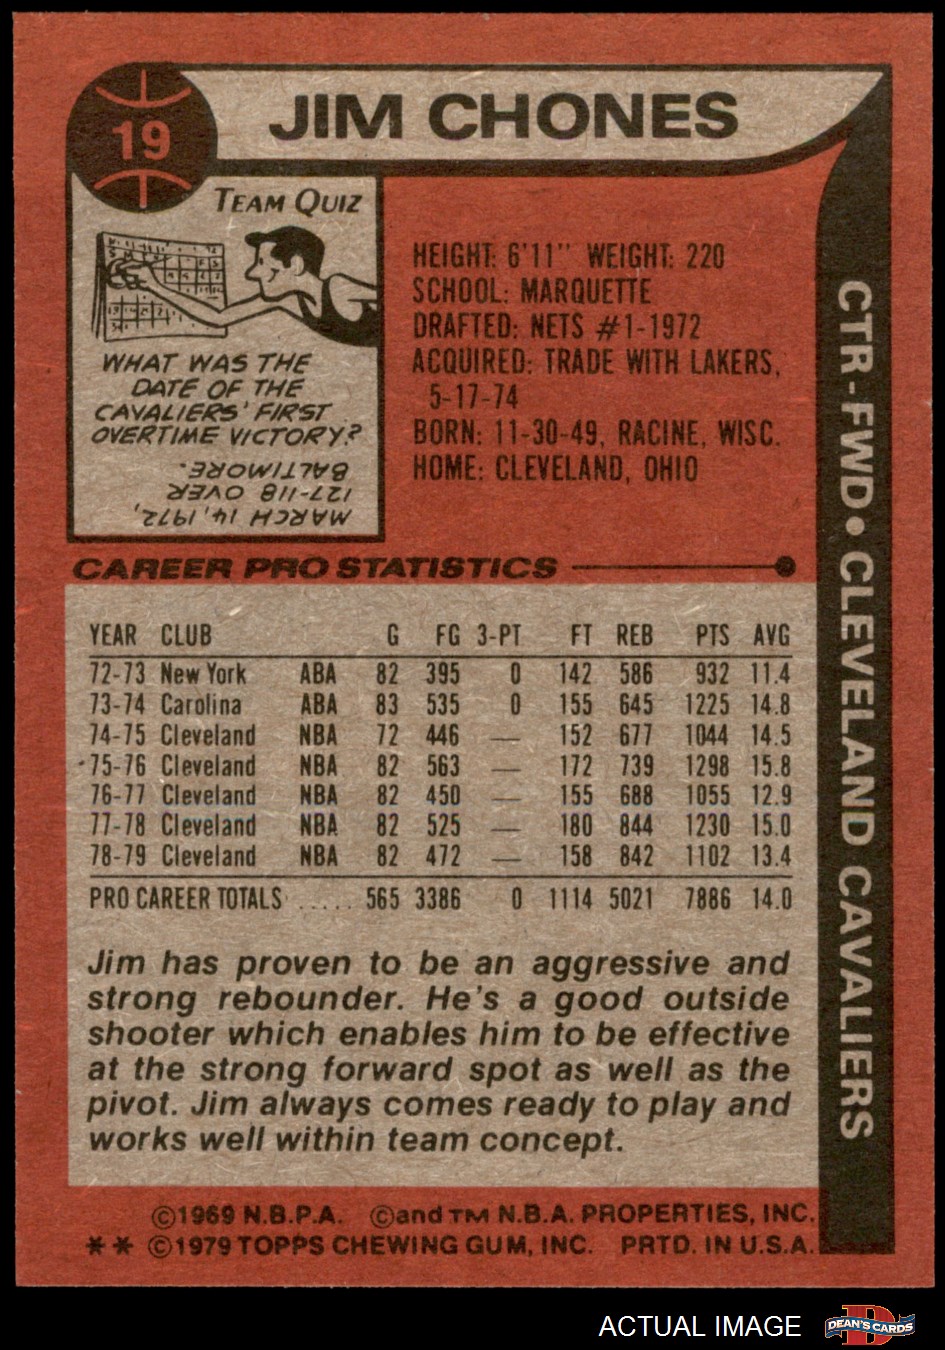 19
JIM CHONES
TEAM QUIZ
WHAT WAS THE
DATE OF THE
CAVALIERS' FIRST
OVERTIME VICTORY?
MARCH 14, 1972,
127-118 OVER
BALTIMORE.
HEIGHT: 6'11" WEIGHT: 220
SCHOOL: MARQUETTE
DRAFTED: NETS #1-1972
ACQUIRED: TRADE WITH LAKERS,
5-17-74
BORN: 11-30-49, RACINE, WISC.
HOME: CLEVELAND, OHIO
CTR-FWD • CLEVELAND CAVALIERS
CAREER PRO STATISTICS
YEAR CLUB G FG 3-PT FT REB PTS AVG
72-73 New York ABA 82 395 0 142 586 932 11.4
73-74 Carolina ABA 83 535 0 155 645 1225 14.8
74-75 Cleveland NBA 72 446 — 152 677 1044 14.5
75-76 Cleveland NBA 82 563 — 172 739 1298 15.8
76-77 Cleveland NBA 82 450 — 155 688 1055 12.9
77-78 Cleveland NBA 82 525 — 180 844 1230 15.0
78-79 Cleveland NBA 82 472 — 158 842 1102 13.4
PRO CAREER TOTALS ..... 565 3386 0 1114 5021 7886 14.0
Jim has proven to be an aggressive and
strong rebounder. He's a good outside
shooter which enables him to be effective
at the strong forward spot as well as the
pivot. Jim always comes ready to play and
works well within team concept.
©1969 N.B.P.A. ©and TM N.B.A. PROPERTIES, INC.
** ©1979 TOPPS CHEWING GUM, INC. PRTD. IN U.S.A.
ACTUAL IMAGE
D
DEAN'S CARDS